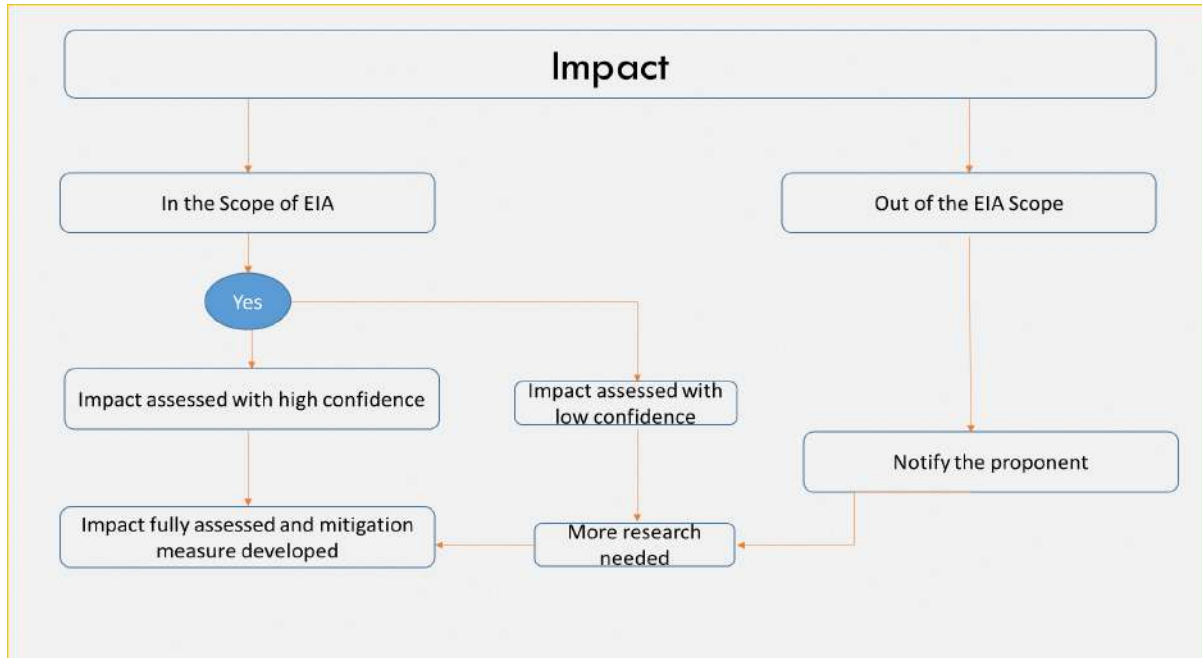 Impact
In the Scope of EIA
Out of the EIA Scope
Yes
Impact assessed with high confidence
Impact assessed with
low confidence
Notify the proponent
Impact fully assessed and mitigation
measure developed
More research
needed